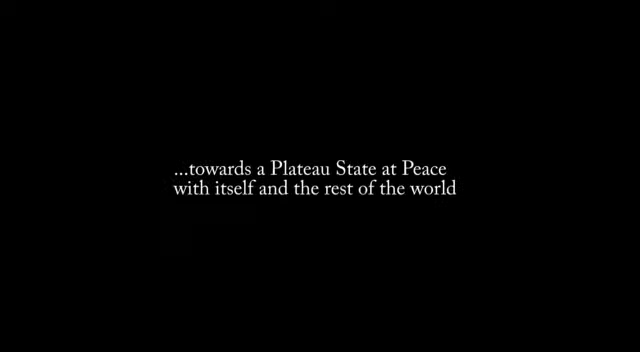 ...towards a Plateau State at Peace
with itself and the rest of the world